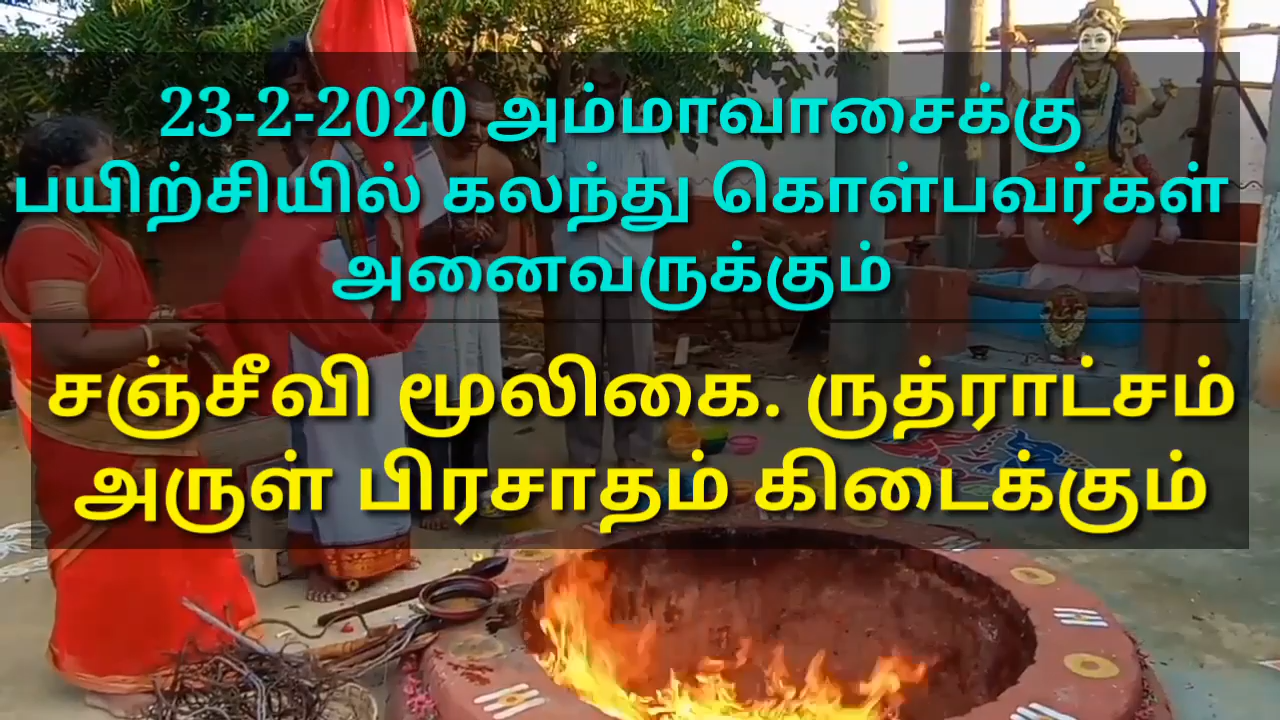 23-2-2020 அம்மாவாசைக்கு
பயிற்சியில் கலந்து கொள்பவர்கள்
அனைவருக்கும்
சஞ்சீவி மூலிகை. ருத்ராட்சம்
அருள் பிரசாதம் கிடைக்கும்